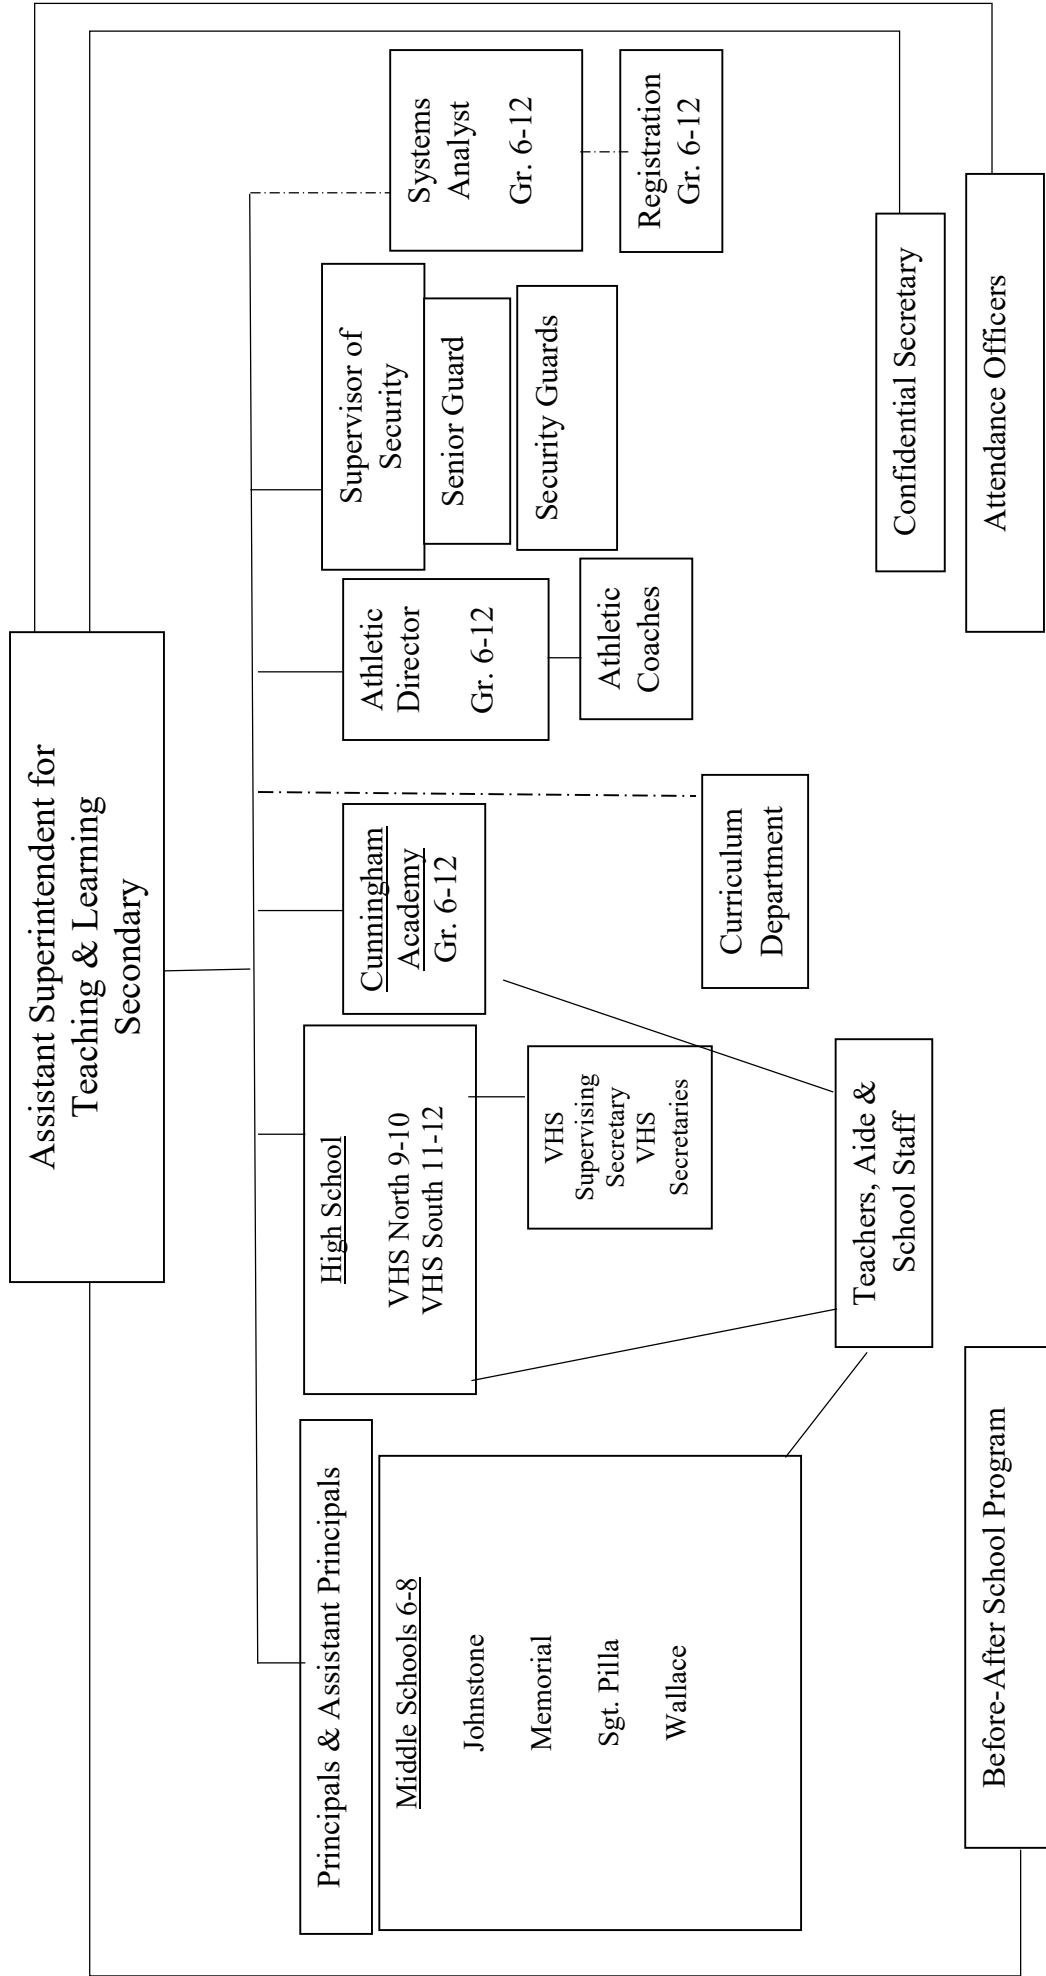 Assistant Superintendent for
Teaching & Learning
Secondary
Principals & Assistant Principals
Middle Schools 6-8
Johnstone
Memorial
Sgt. Pilla
Wallace
High School
VHS North 9-10
VHS South 11-12
VHS
Supervising
Secretary
VHS
Secretaries
Cunningham
Academy
Gr. 6-12
Curriculum
Department
Athletic
Director
Gr. 6-12
Athletic
Coaches
Supervisor of
Security
Senior Guard
Security Guards
Systems
Analyst
Gr. 6-12
Registration
Gr. 6-12
Teachers, Aide &
School Staff
Before-After School Program
Confidential Secretary
Attendance Officers